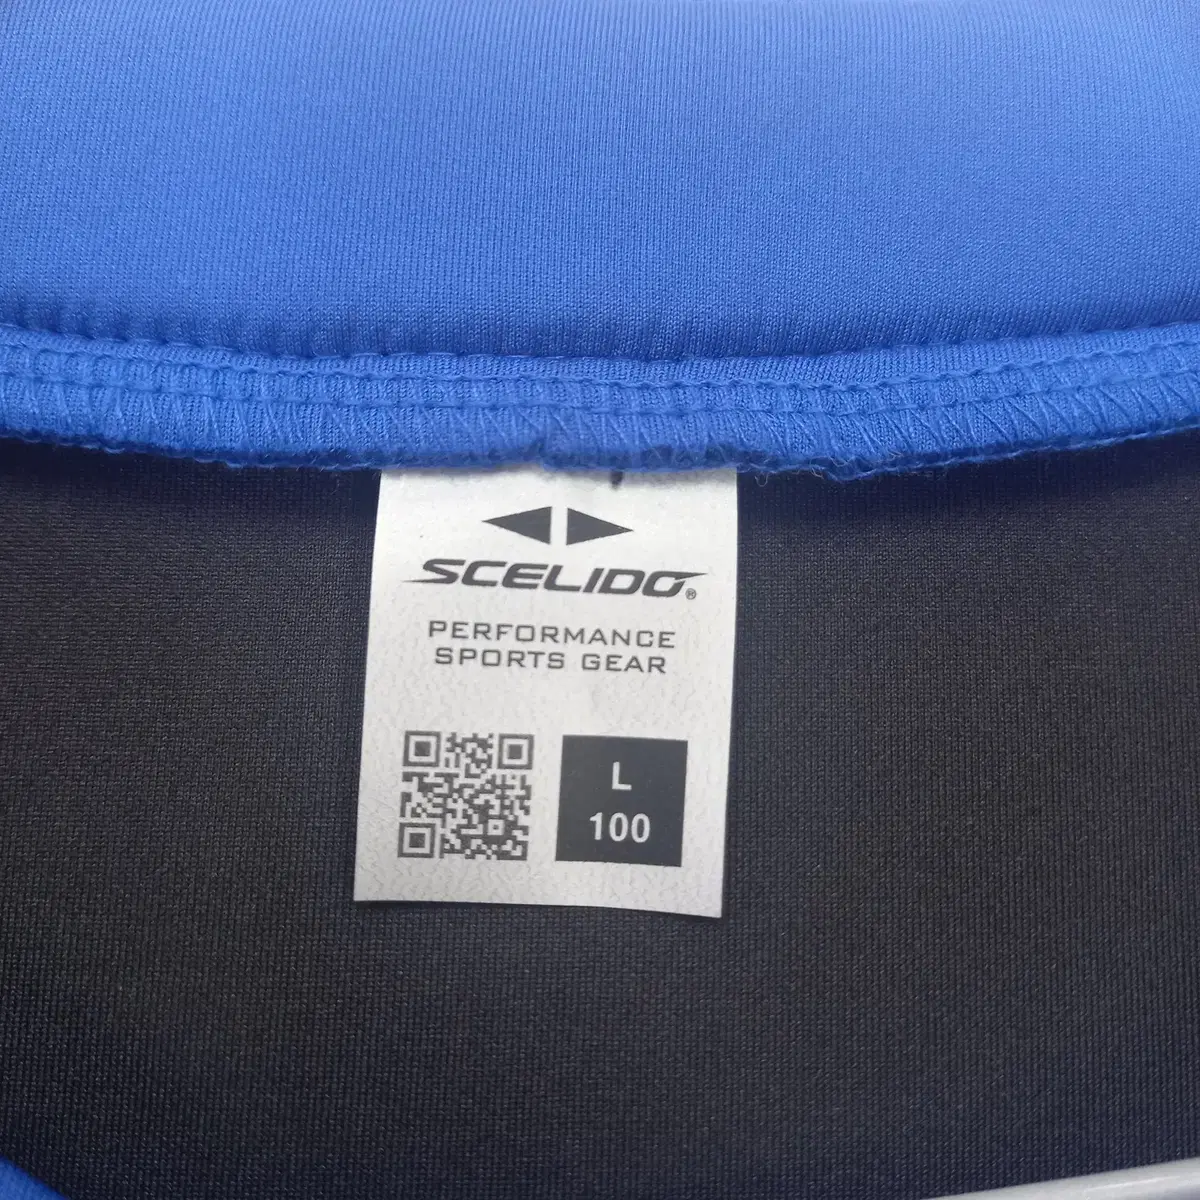 SCELIDO®
PERFORMANCE
SPORTS GEAR
L
100